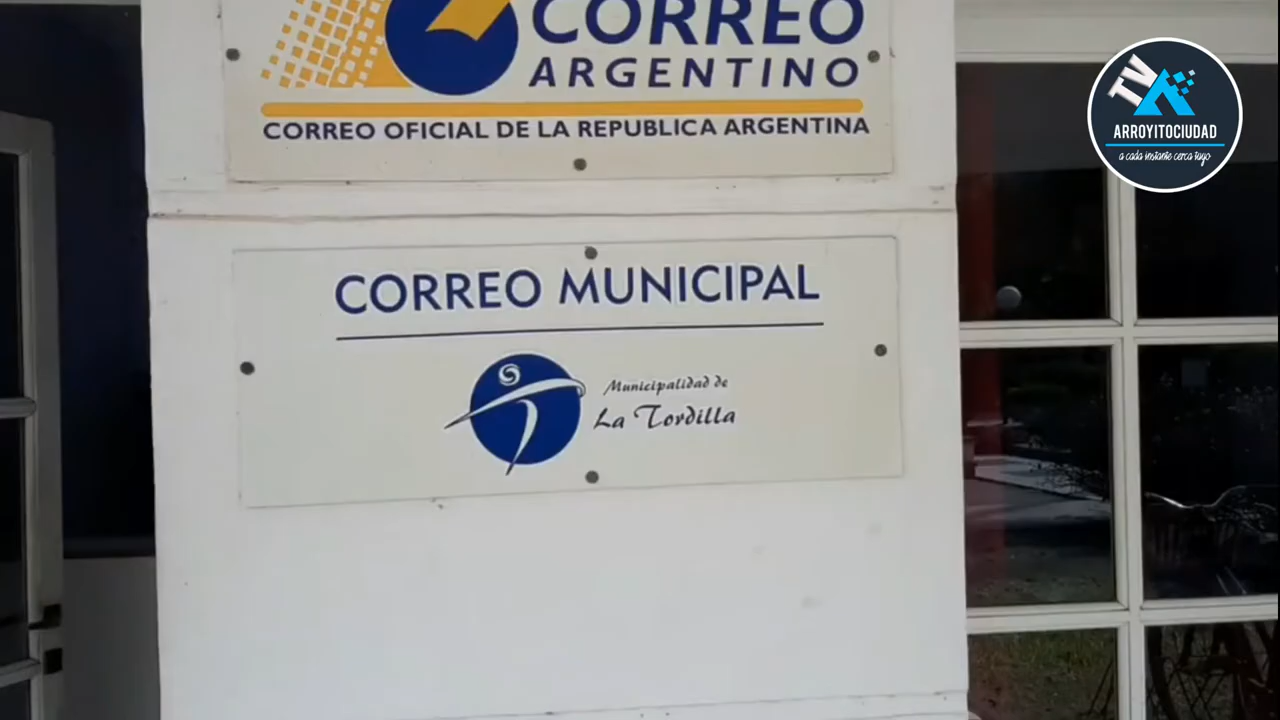 CORREO
ARGENTINO
CORREO OFICIAL DE LA REPUBLICA ARGENTINA
CORREO MUNICIPAL
Municipalidad de
La Tordilla
TV
ARROYITOCIUDAD
a cada instante cerca tuyo